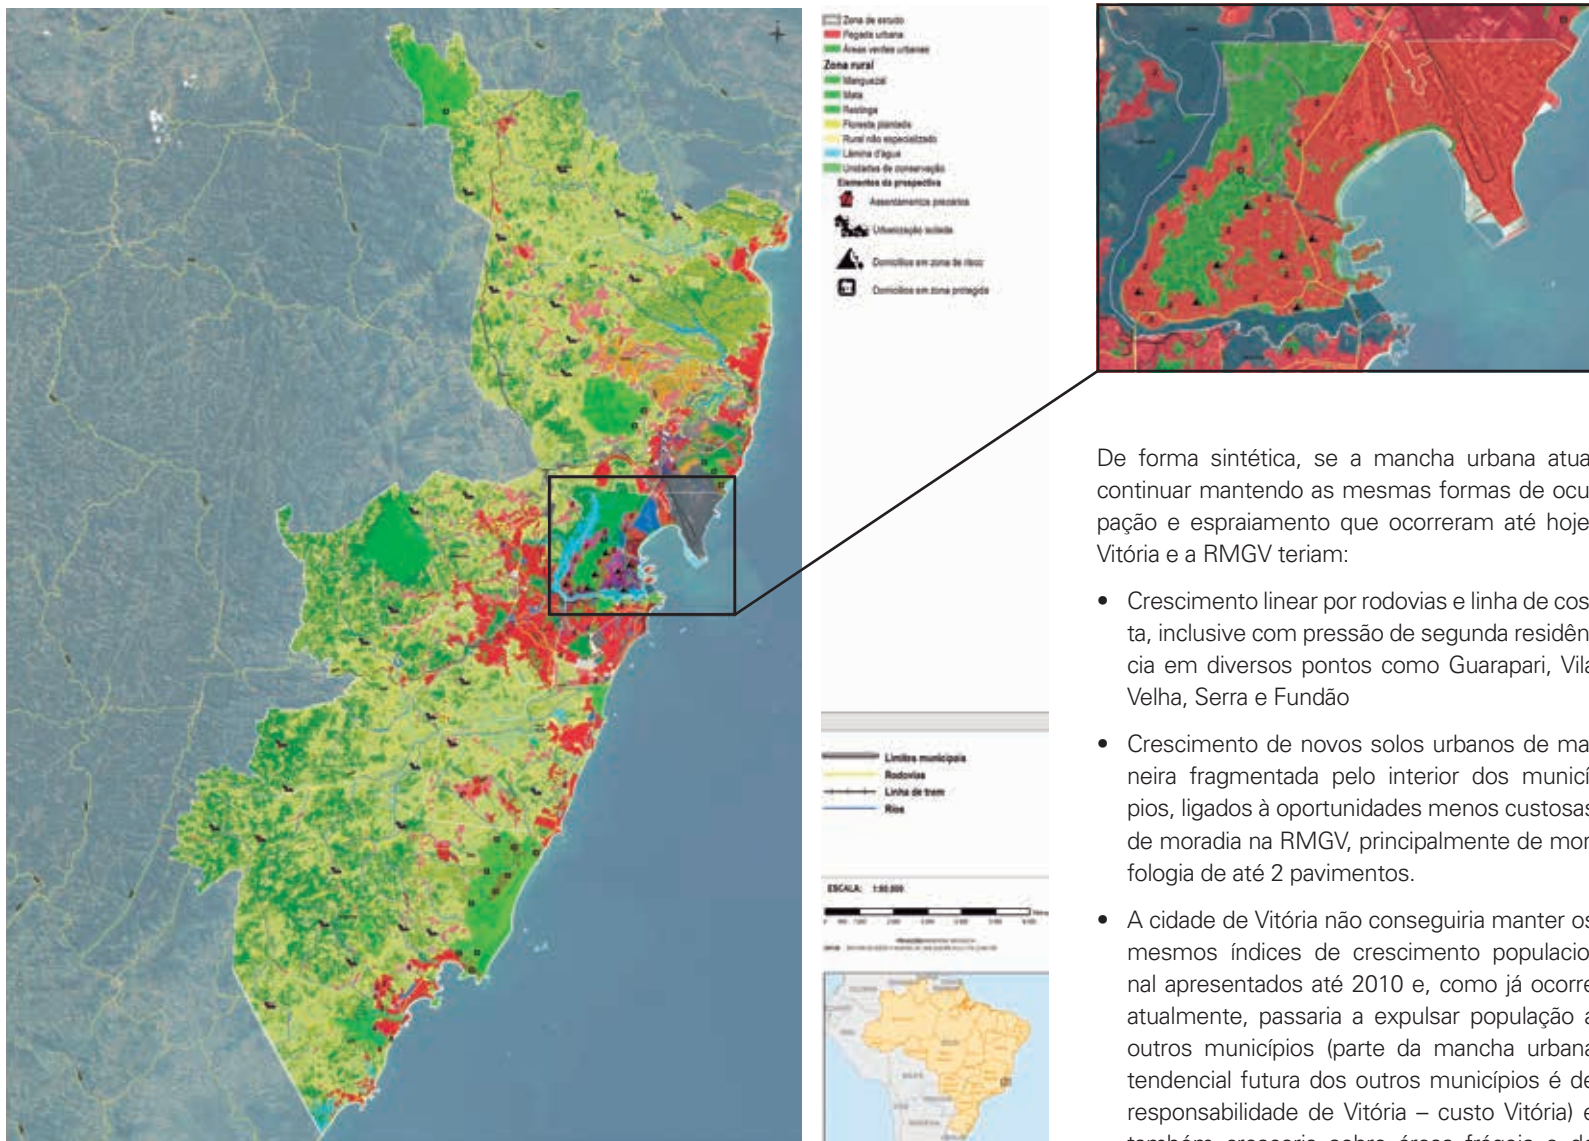 Zona de estudo
Pegada urbana
Áreas verdes urbanas
Zona rural
Manguezal
Mata
Restinga
Floresta plantada
Rural não especializado
Lâmina d'água
Unidades de conservação
Elementos da prospectiva
Assentamentos precários
Urbanização isolada
Domicílios em zona de risco
Domicílios em zona protegida
Limites municipais
Rodovias
Linha de trem
Rios
ESCALA:
De forma sintética, se a mancha urbana atua
continuar mantendo as mesmas formas de ocu
pação e espraiamento que ocorreram até hoje
Vitória e a RMGV teriam:
• Crescimento linear por rodovias e linha de cos
ta, inclusive com pressão de segunda residên
cia em diversos pontos como Guarapari, Vila
Velha, Serra e Fundão
• Crescimento de novos solos urbanos de ma
neira fragmentada pelo interior dos municí
pios, ligados à oportunidades menos custosas
de moradia na RMGV, principalmente de mor
fologia de até 2 pavimentos.
• A cidade de Vitória não conseguiria manter os
mesmos índices de crescimento populacio
nal apresentados até 2010 e, como já ocorre
atualmente, passaria a expulsar população a
outros municípios (parte da mancha urbana
tendencial futura dos outros municípios é de
responsabilidade de Vitória – custo Vitória) e
também cresceria sobre áreas frágeis e de